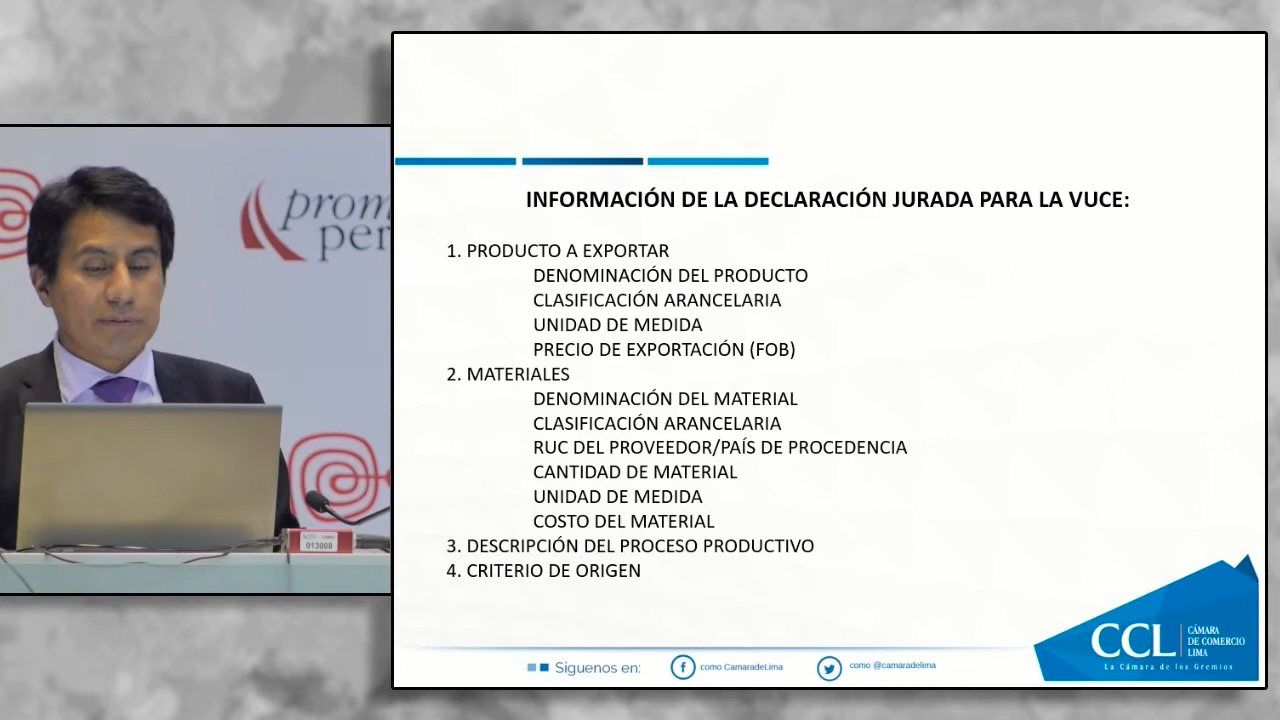 prom
per
013008
INFORMACIÓN DE LA DECLARACIÓN JURADA PARA LA VUCE:
1. PRODUCTO A EXPORTAR
DENOMINACIÓN DEL PRODUCTO
CLASIFICACIÓN ARANCELARIA
UNIDAD DE MEDIDA
PRECIO DE EXPORTACIÓN (FOB)
2. MATERIALES
DENOMINACIÓN DEL MATERIAL
CLASIFICACIÓN ARANCELARIA
RUC DEL PROVEEDOR/PAÍS DE PROCEDENCIA
CANTIDAD DE MATERIAL
UNIDAD DE MEDIDA
COSTO DEL MATERIAL
3. DESCRIPCIÓN DEL PROCESO PRODUCTIVO
4. CRITERIO DE ORIGEN
Síguenos en: como CamaradeLima como @camaradelima
CCL
CÁMARA
DE COMERCIO
LIMA
La Cámara de los Gremios